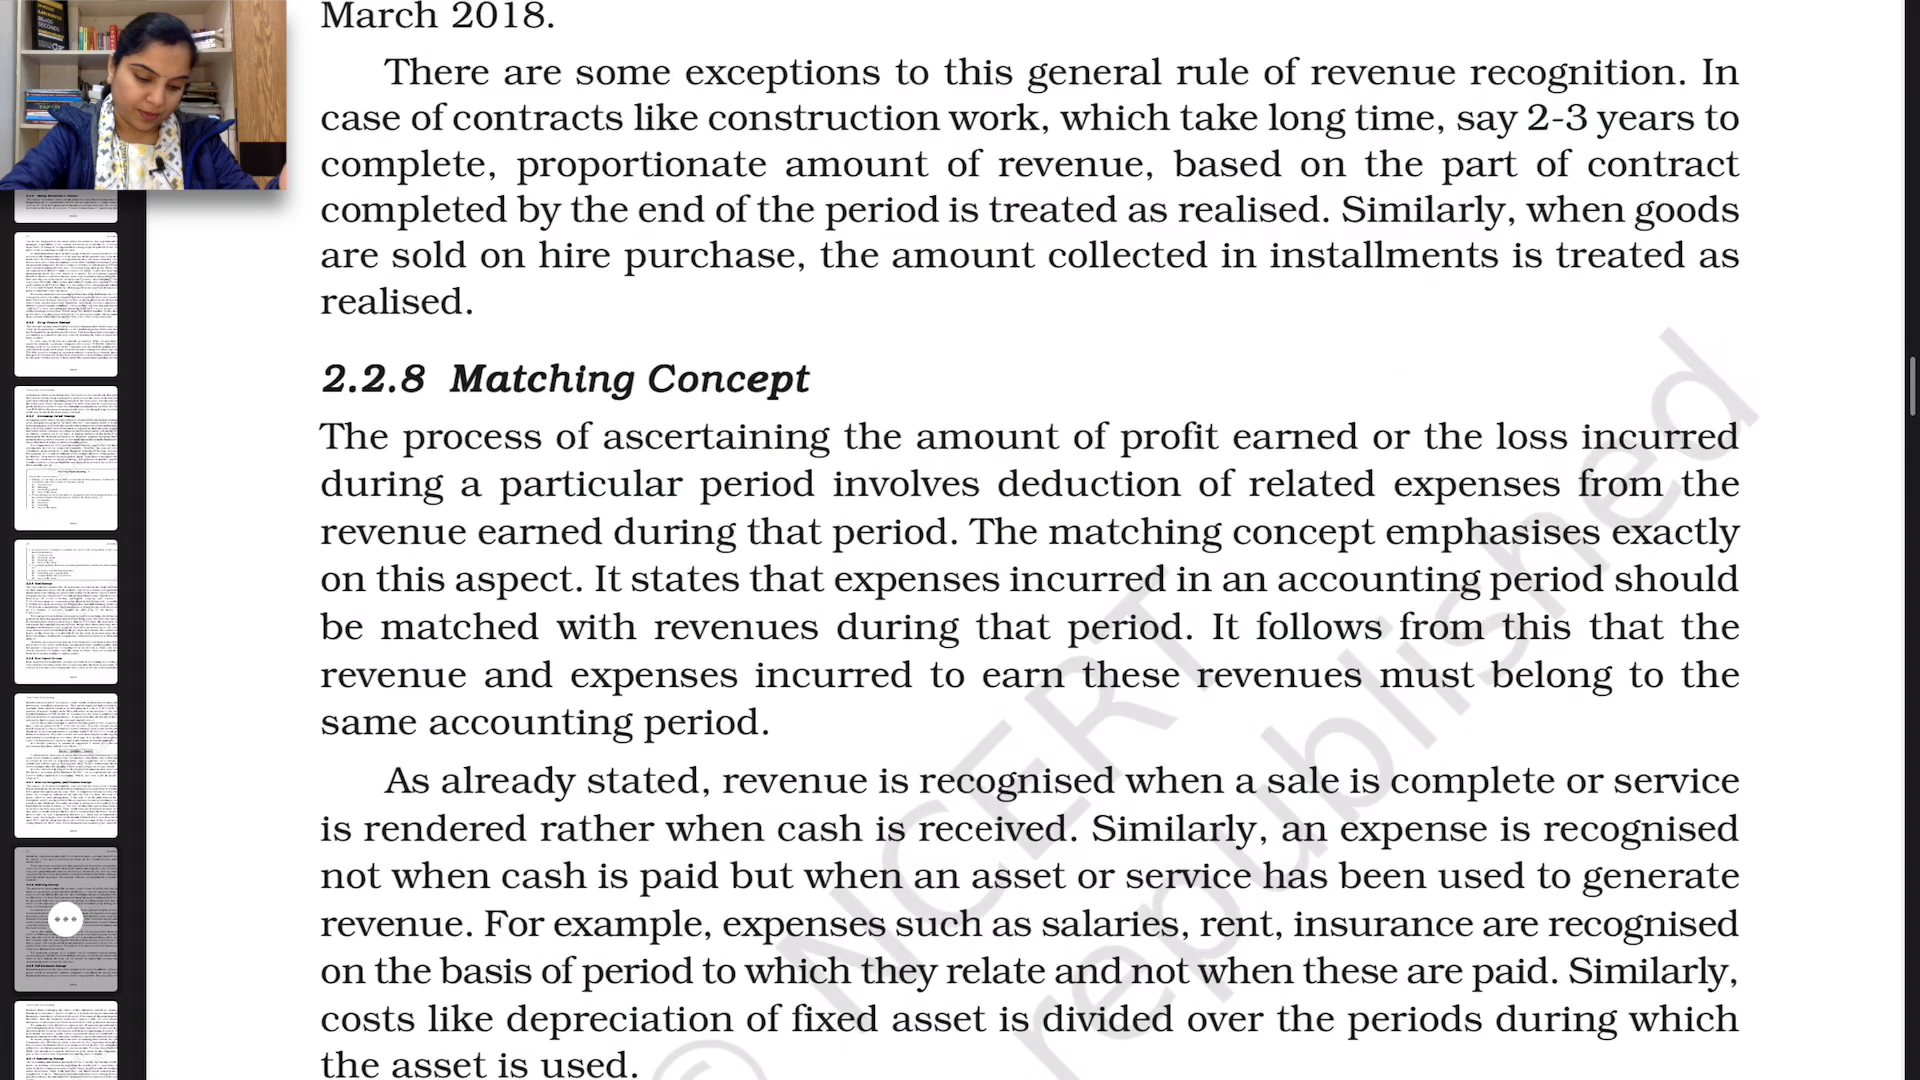 March 2018.
There are some exceptions to this general rule of revenue recognition. In
case of contracts like construction work, which take long time, say 2-3 years to
complete, proportionate amount of revenue, based on the part of contract
completed by the end of the period is treated as realised. Similarly, when goods
are sold on hire purchase, the amount collected in installments is treated as
realised.
2.2.8 Matching Concept
The process of ascertaining the amount of profit earned or the loss incurred
during a particular period involves deduction of related expenses from the
revenue earned during that period. The matching concept emphasises exactly
on this aspect. It states that expenses incurred in an accounting period should
be matched with revenues during that period. It follows from this that the
revenue and expenses incurred to earn these revenues must belong to the
same accounting period.
As already stated, revenue is recognised when a sale is complete or service
is rendered rather when cash is received. Similarly, an expense is recognised
not when cash is paid but when an asset or service has been used to generate
revenue. For example, expenses such as salaries, rent, insurance are recognised
on the basis of period to which they relate and not when these are paid. Similarly,
costs like depreciation of fixed asset is divided over the periods during which
the asset is used.
© NCERT
republished